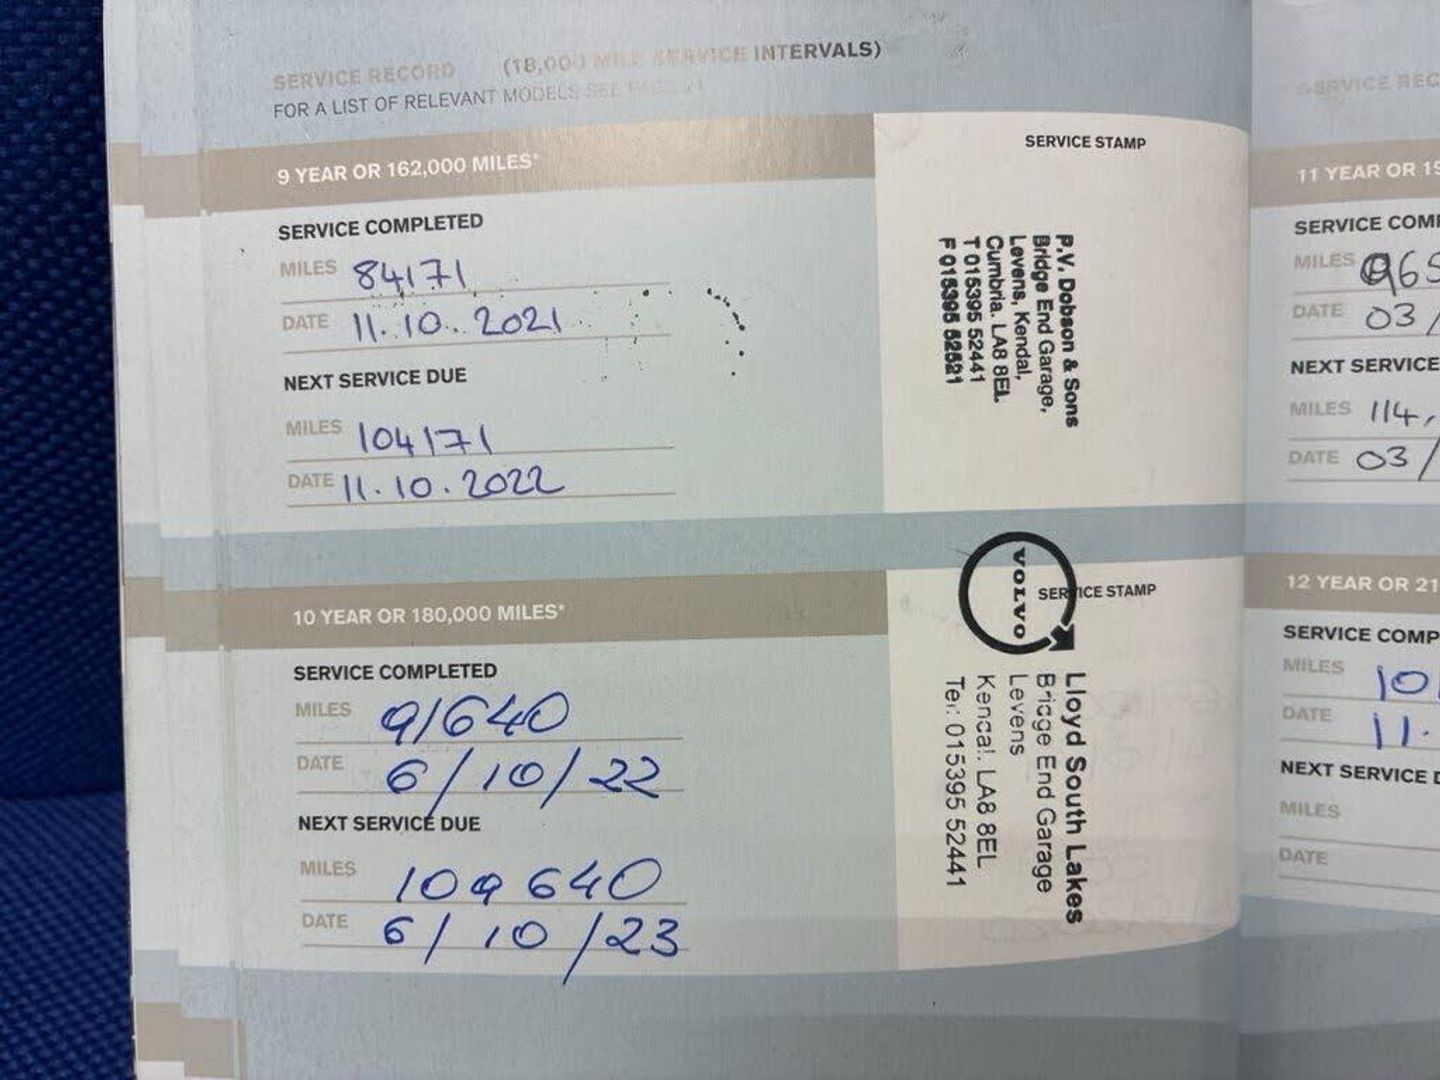 SERVICE RECORD (18,000 MILE SERVICE INTERVALS)
FOR A LIST OF RELEVANT MODELS SEE PAGE 21
9 YEAR OR 162,000 MILES*
SERVICE COMPLETED
MILES 84171
DATE 11.10.2021
NEXT SERVICE DUE
MILES 104171
DATE 11.10.2022
SERVICE STAMP
P.V. Dobson & Sons
Bridge End Garage,
Levens, Kendal,
Cumbria. LA8 8EL
T 015395 52441
F 015395 52521
10 YEAR OR 180,000 MILES*
SERVICE COMPLETED
MILES 91640
DATE 6/10/22
NEXT SERVICE DUE
MILES 109640
DATE 6/10/23
SERVICE STAMP
VOLVO
Lloyd South Lakes
Bridge End Garage
Levens
Kendal. LA8 8EL
Tel: 015395 52441
SERVICE REC
11 YEAR OR 19
SERVICE COM
MILES 965
DATE 03/
NEXT SERVICE
MILES 114,
DATE 03/
12 YEAR OR 21
SERVICE COMP
MILES 10
DATE 11.
NEXT SERVICE D
MILES
DATE